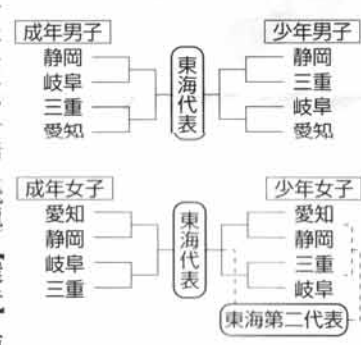 成年男子
静岡
岐阜
三重
愛知
東海代表
少年男子
静岡
三重
岐阜
愛知
成年女子
愛知
静岡
岐阜
三重
東海代表
少年女子
愛知
静岡
三重
岐阜
東海第二代表